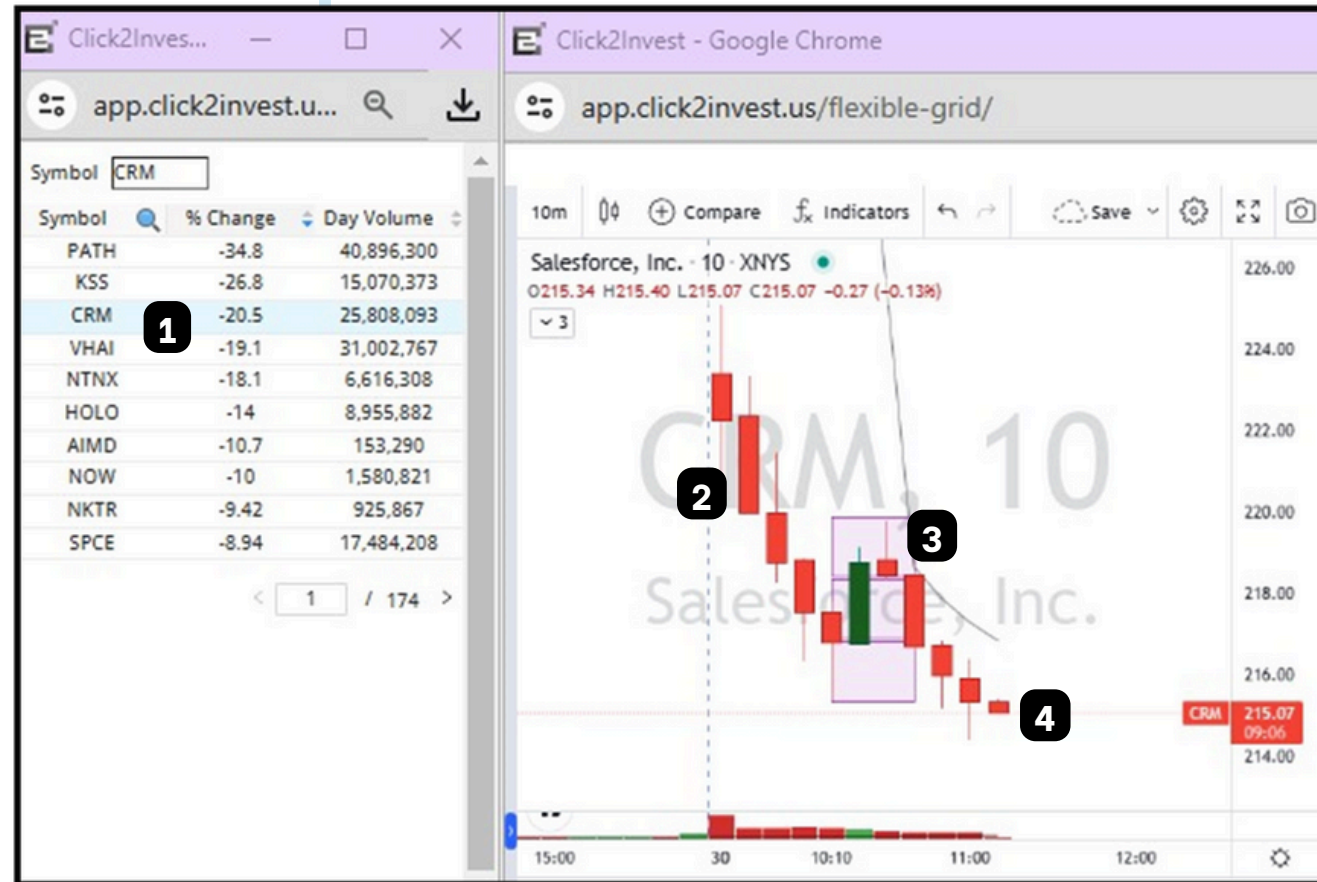 Click2Inves...
app.click2invest.u...
Symbol CRM
Symbol % Change Day Volume
PATH -34.8 40,896,300
KSS -26.8 15,070,373
CRM -20.5 25,808,093
1
VHAI -19.1 31,002,767
NTNX -18.1 6,616,308
HOLO -14 8,955,882
AIMD -10.7 153,290
NOW -10 1,580,821
NKTR -9.42 925,867
SPCE -8.94 17,484,208
< 1 / 174 >
Click2Invest - Google Chrome
app.click2invest.us/flexible-grid/
10m Compare fx Indicators Save
Salesforce, Inc. · 10 · XNYS
O215.34 H215.40 L215.07 C215.07 −0.27 (−0.13%)
3
CRM, 10
Salesforce, Inc.
2
3
4
226.00
224.00
222.00
220.00
218.00
216.00
CRM 215.07
09:06
214.00
15:00 30 10:10 11:00 12:00